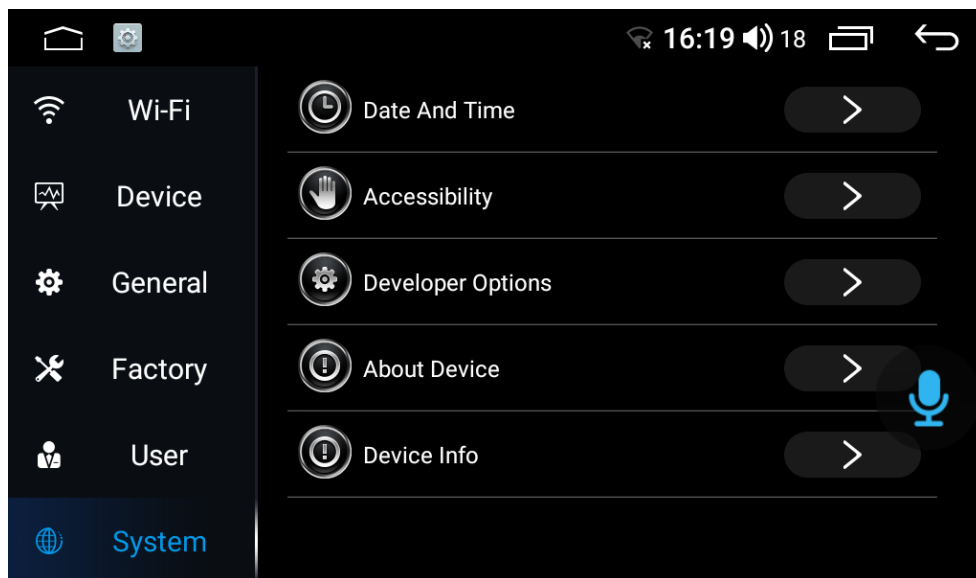 16:19 18
Wi-Fi
Device
General
Factory
User
System
Date And Time
Accessibility
Developer Options
About Device
Device Info